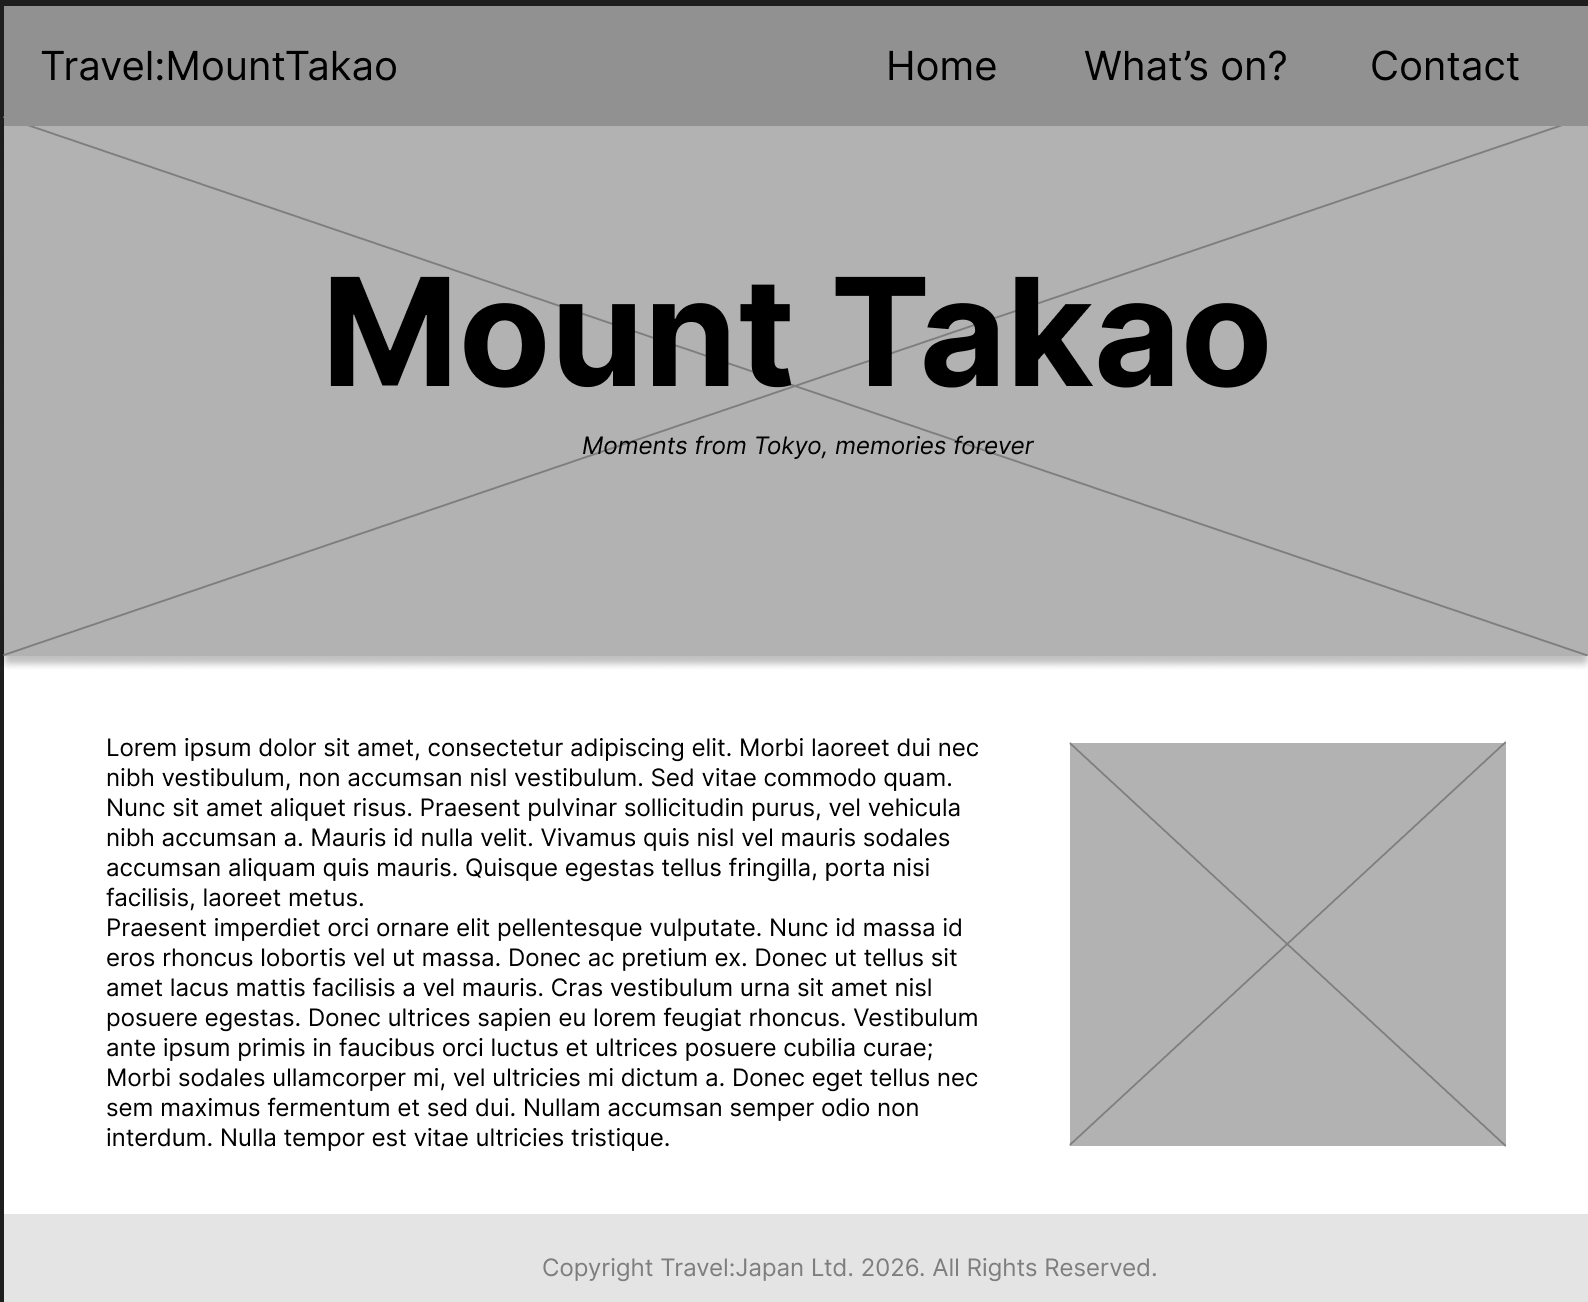 Travel:MountTakao
Home
What’s on?
Contact
Mount Takao
Moments from Tokyo, memories forever
Lorem ipsum dolor sit amet, consectetur adipiscing elit. Morbi laoreet dui nec
nibh vestibulum, non accumsan nisl vestibulum. Sed vitae commodo quam.
Nunc sit amet aliquet risus. Praesent pulvinar sollicitudin purus, vel vehicula
nibh accumsan a. Mauris id nulla velit. Vivamus quis nisl vel mauris sodales
accumsan aliquam quis mauris. Quisque egestas tellus fringilla, porta nisi
facilisis, laoreet metus.
Praesent imperdiet orci ornare elit pellentesque vulputate. Nunc id massa id
eros rhoncus lobortis vel ut massa. Donec ac pretium ex. Donec ut tellus sit
amet lacus mattis facilisis a vel mauris. Cras vestibulum urna sit amet nisl
posuere egestas. Donec ultrices sapien eu lorem feugiat rhoncus. Vestibulum
ante ipsum primis in faucibus orci luctus et ultrices posuere cubilia curae;
Morbi sodales ullamcorper mi, vel ultricies mi dictum a. Donec eget tellus nec
sem maximus fermentum et sed dui. Nullam accumsan semper odio non
interdum. Nulla tempor est vitae ultricies tristique.
Copyright Travel:Japan Ltd. 2026. All Rights Reserved.